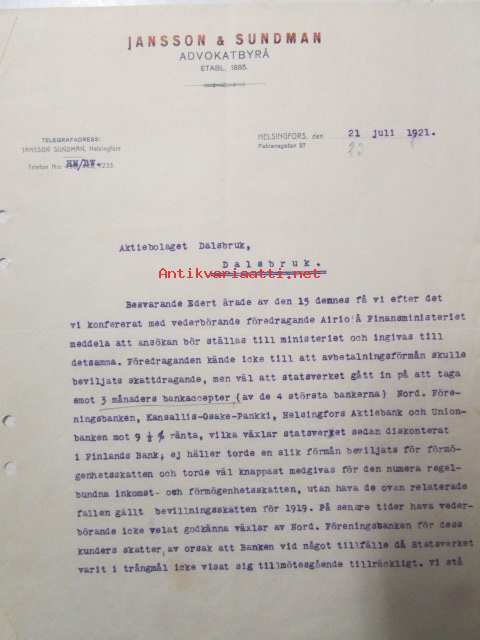 JANSSON & SUNDMAN
ADVOKATBYRÅ
ETABL. 1885.
TELEGRAFADRESS:
JANSSON SUNDMAN, Helsingfors
Telefon N:o 1235.
HM/DV.
HELSINGFORS, den 21 juli 1921.
Fabiansgatan
Aktiebolaget Dalsbruk,
Dalsbruk.
Antikvariaatti.net
Besvarande Edert ärade av den 15 dennes få vi efter det
vi konfererat med vederbörande föredragande Airio å Finansministeriet
meddela att ansökan bör ställas till ministeriet och ingivas till
detsamma. Föredraganden kände icke till att avbetalningsförmån skulle
beviljats skattdragande, men väl att statsverket gått in på att taga
emot 3 månaders bankaccepter (av de 4 största bankerna) Nord. Före-
ningsbanken, Kansallis-Osake-Pankki, Helsingfors Aktiebank och Union-
banken mot 9 ½ % ränta, vilka växlar statsverket sedan diskonterat
i Finlands Bank; ej häller torde en slik förmån beviljats för förmö-
genhetsskatten och torde väl knappast medgivas för den numera regel-
bundna inkomst- och förmögenhetsskatten, utan hava de ovan relaterade
fallen gällt bevillningsskatten för 1919. På senare tider hava veder-
börande icke velat godkänna växlar av Nord. Föreningsbanken för dess
kunders skatter, av orsak att Banken vid något tillfälle då Statsverket
varit i trångmål icke visat sig tillmötesgående tillräckligt. Vi stå